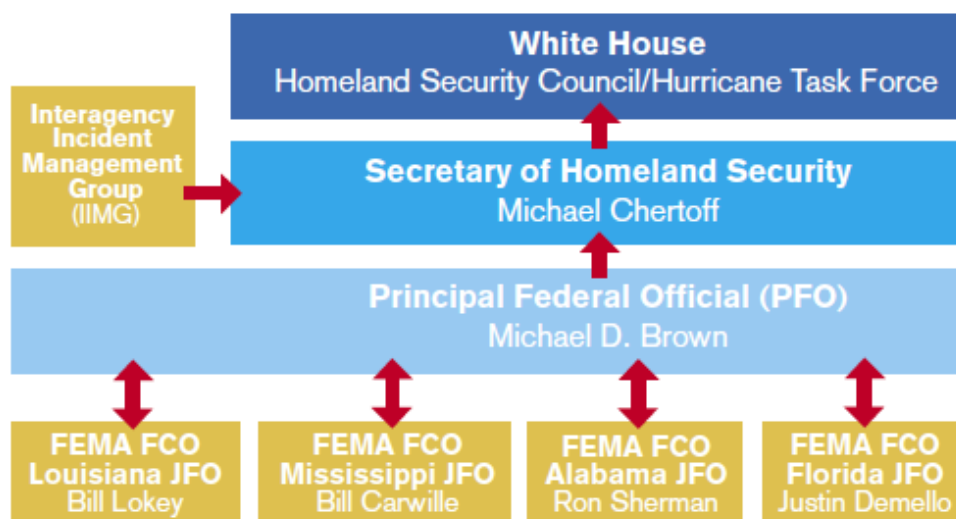 White House
Homeland Security Council/Hurricane Task Force
Interagency
Incident
Management
Group
(IIMG)
Secretary of Homeland Security
Michael Chertoff
Principal Federal Official (PFO)
Michael D. Brown
FEMA FCO
Louisiana JFO
Bill Lokey
FEMA FCO
Mississippi JFO
Bill Carwille
FEMA FCO
Alabama JFO
Ron Sherman
FEMA FCO
Florida JFO
Justin Demello